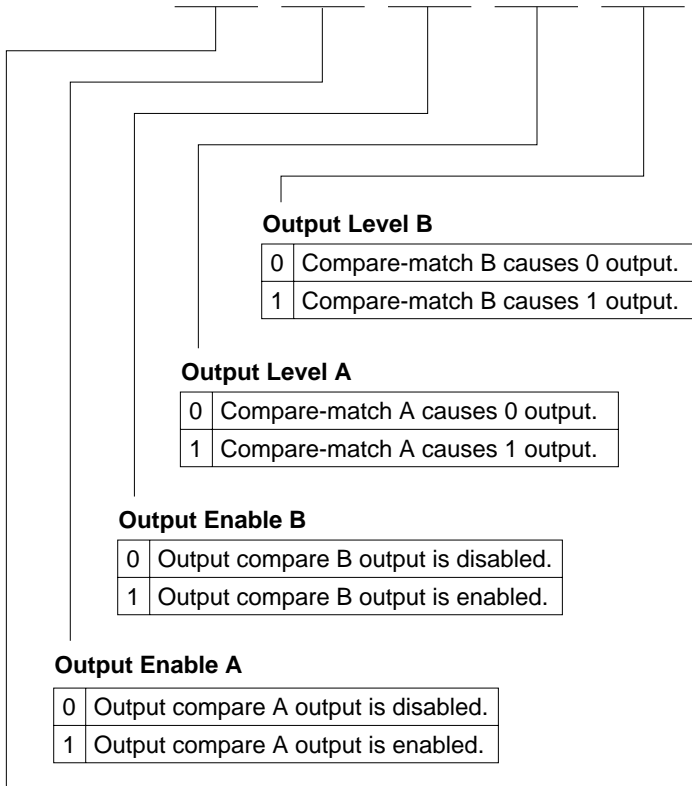 Output Level B
0 Compare-match B causes 0 output.
1 Compare-match B causes 1 output.
Output Level A
0 Compare-match A causes 0 output.
1 Compare-match A causes 1 output.
Output Enable B
0 Output compare B output is disabled.
1 Output compare B output is enabled.
Output Enable A
0 Output compare A output is disabled.
1 Output compare A output is enabled.